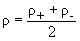 ρ = ρ+ + ρ-
2